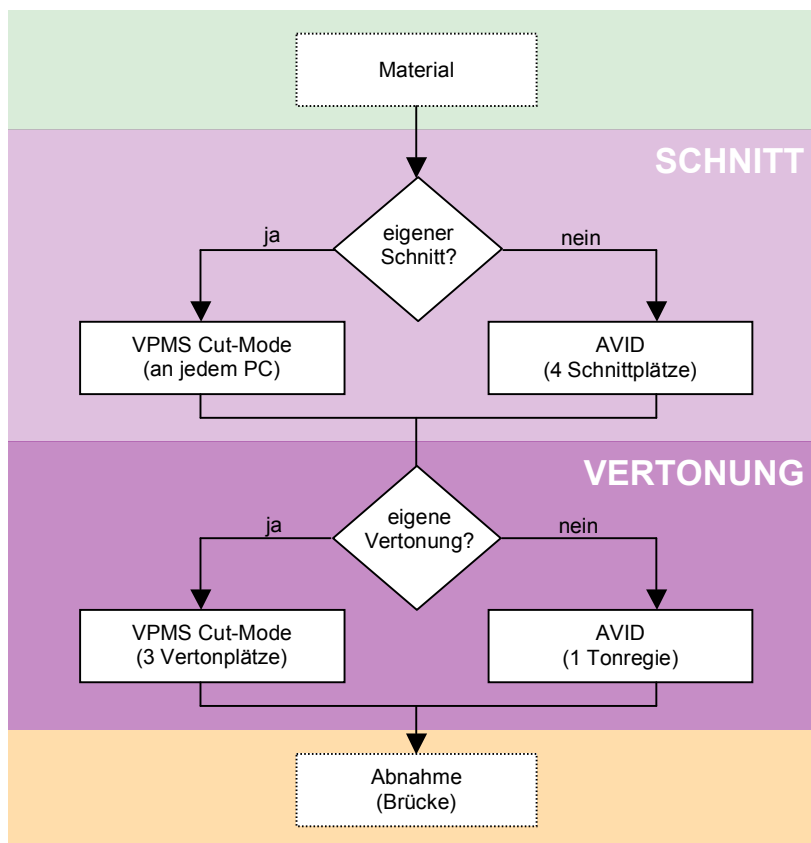 Material
SCHNITT
eigener
Schnitt?
ja
nein
VPMS Cut-Mode
(an jedem PC)
AVID
(4 Schnittplätze)
VERTONUNG
eigene
Vertonung?
ja
nein
VPMS Cut-Mode
(3 Vertonplätze)
AVID
(1 Tonregie)
Abnahme
(Brücke)